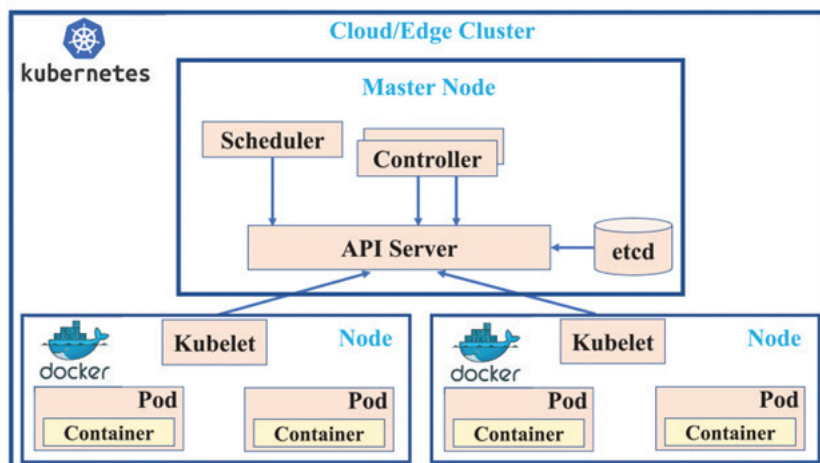 Cloud/Edge Cluster
kubernetes
Master Node
Scheduler
Controller
API Server
etcd
docker
Kubelet
Node
Pod
Container
Pod
Container
docker
Kubelet
Node
Pod
Container
Pod
Container